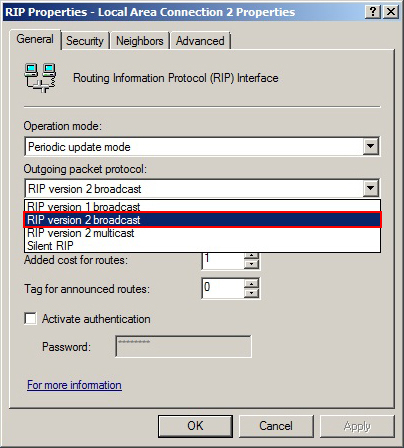 RIP Properties - Local Area Connection 2 Properties
General Security Neighbors Advanced
Routing Information Protocol (RIP) Interface
Operation mode:
Periodic update mode
Outgoing packet protocol:
RIP version 2 broadcast
RIP version 1 broadcast
RIP version 2 broadcast
RIP version 2 multicast
Silent RIP
Added cost for routes: 1
Tag for announced routes: 0
Activate authentication
Password: ********
For more information
OK Cancel Apply